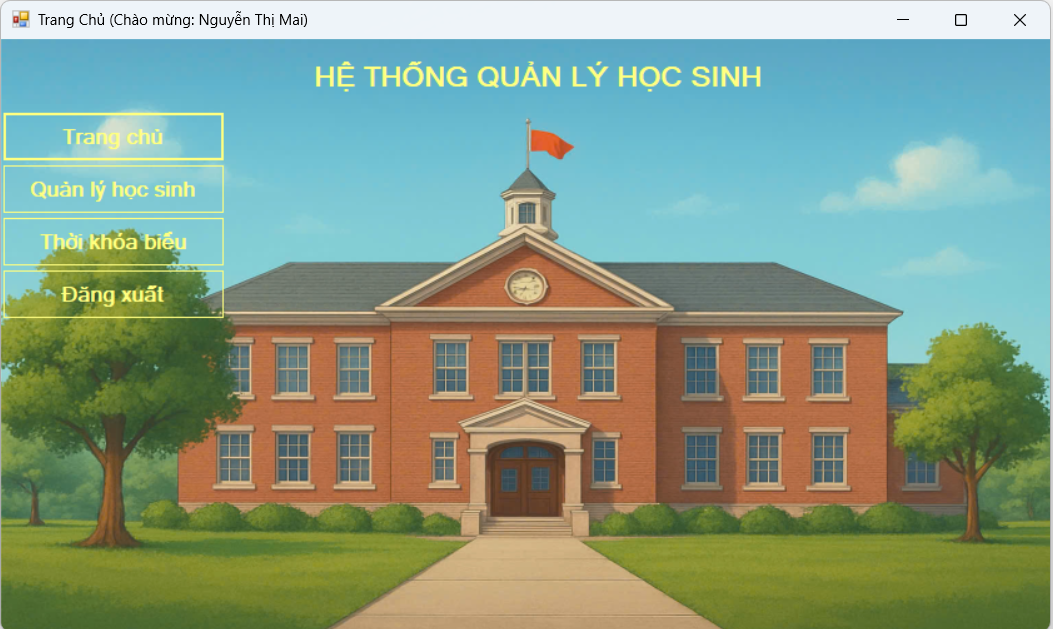 Trang Chủ (Chào mừng: Nguyễn Thị Mai)
HỆ THỐNG QUẢN LÝ HỌC SINH
Trang chủ
Quản lý học sinh
Thời khóa biểu
Đăng xuất